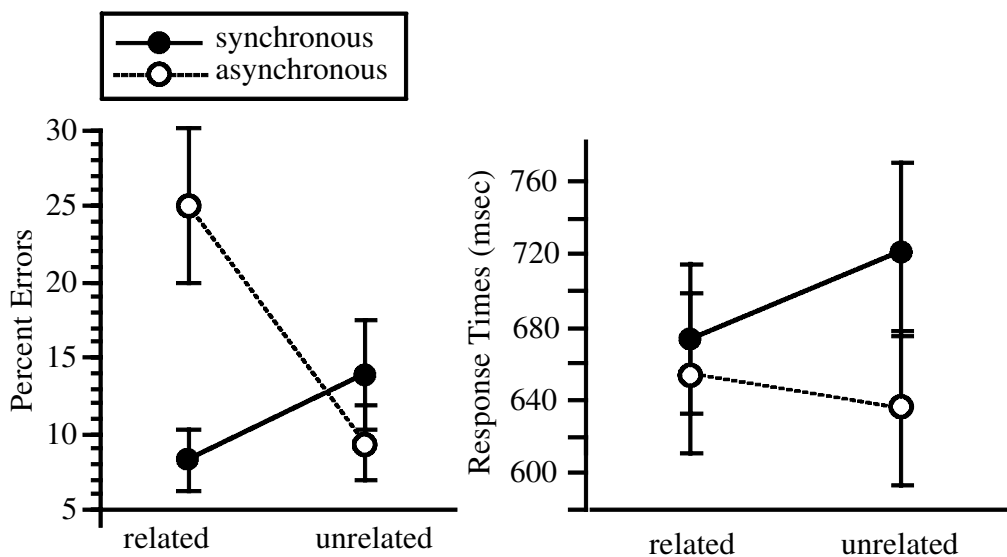 synchronous
asynchronous
Percent Errors
30
25
20
15
10
5
related unrelated
Response Times (msec)
760
720
680
640
600
related unrelated